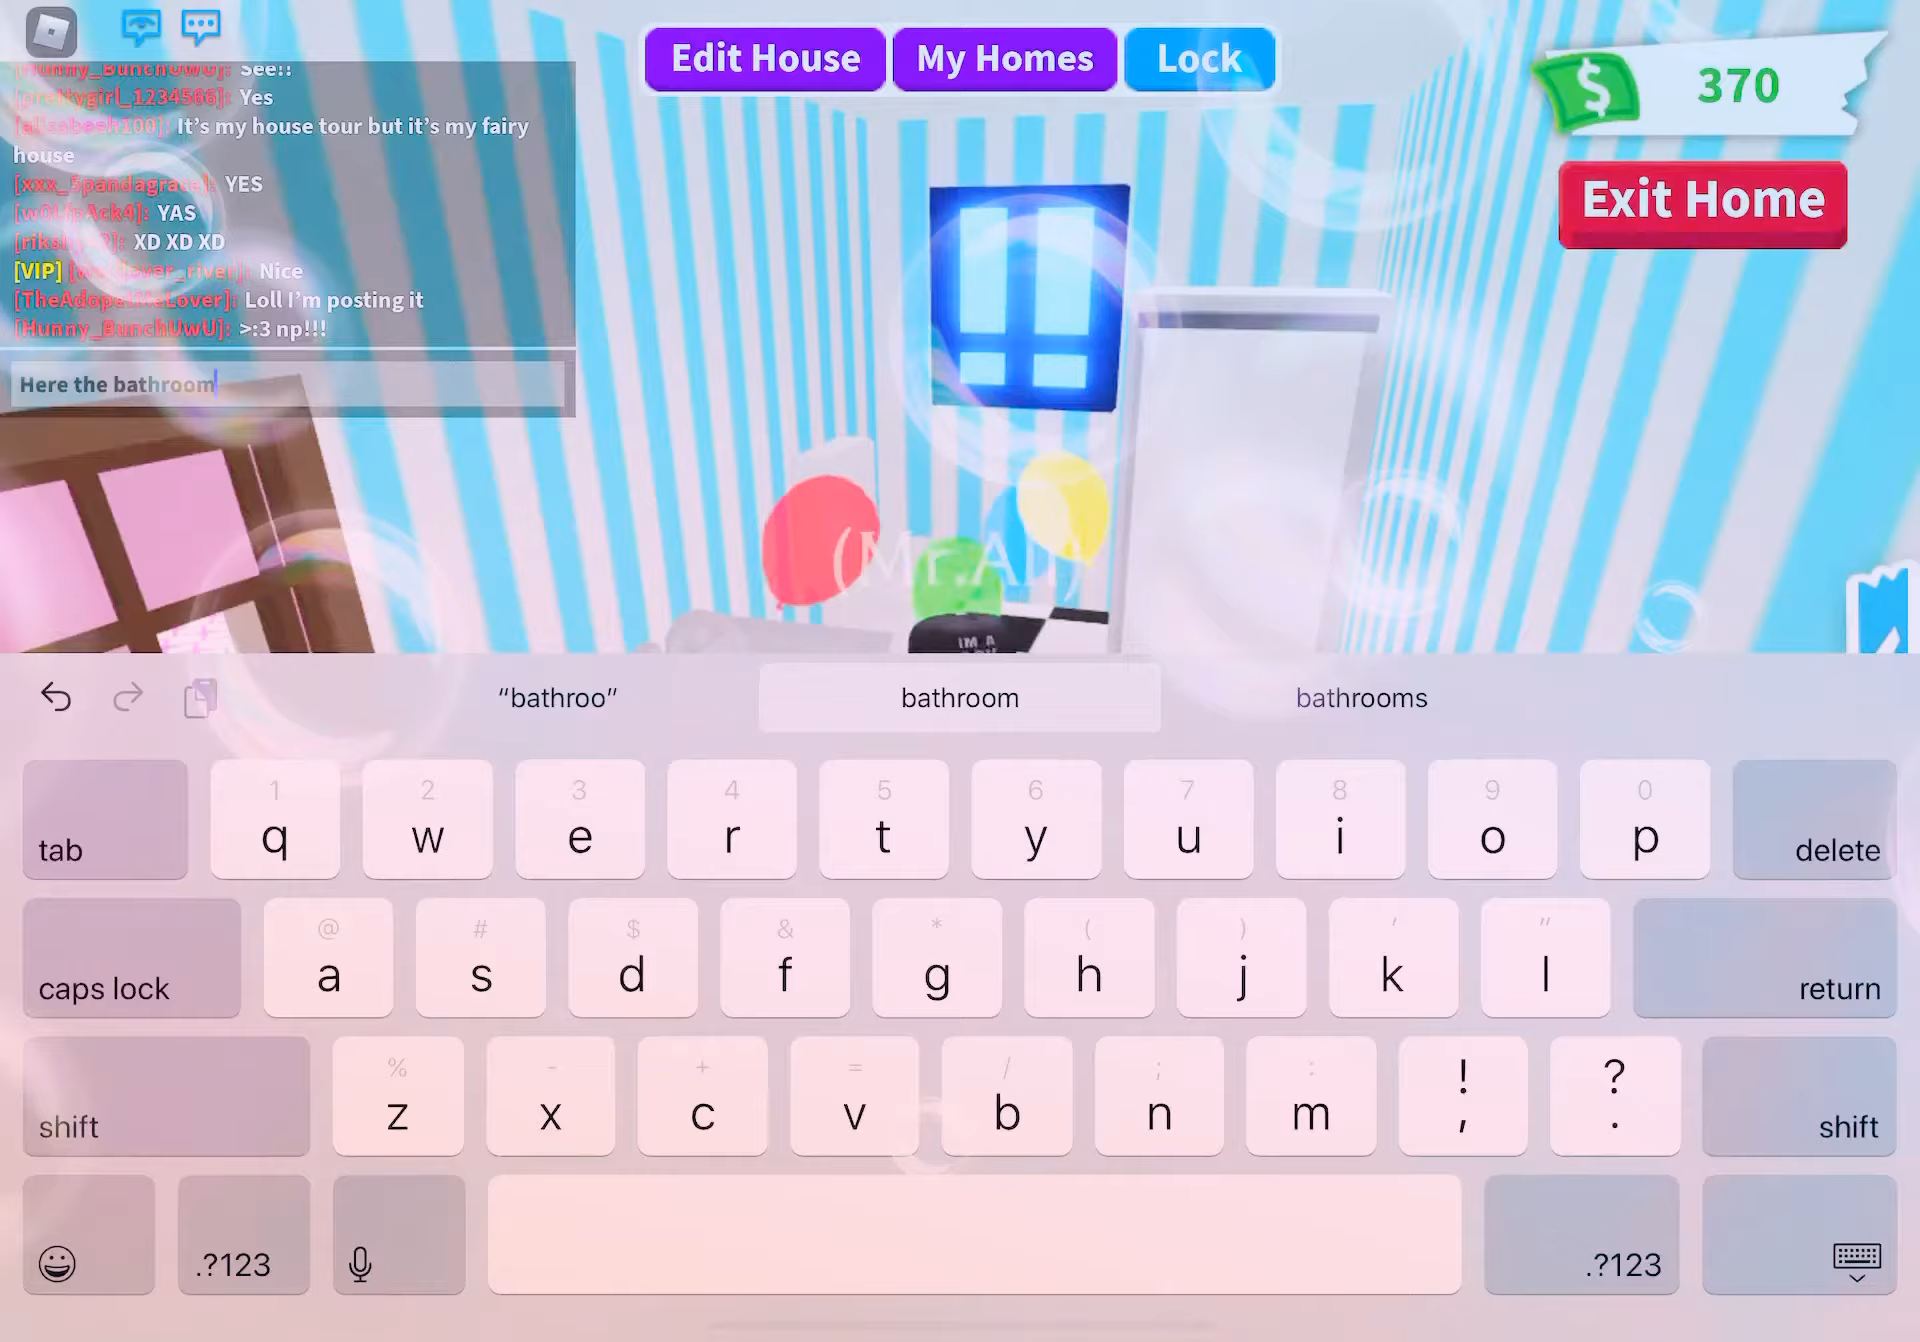 Edit House
My Homes
Lock
370
Exit Home
[Hunny_BunchUwU]: See!!
Yes
It's my house tour but it's my fairy
house
YES
YAS
XD XD XD
[VIP] Nice
Loll I'm posting it
[Hunny_BunchUwU]: >:3 np!!!
Here the bathroom
IM A
“bathroo” bathroom bathrooms
tab 1 q 2 w 3 e 4 r 5 t 6 y 7 u 8 i 9 o 0 p delete
caps lock @ a # s $ d & f * g ( h ) j ' k " l return
shift % z - x + c = v / b ; n : m ! , ? . shift
.?123 .?123